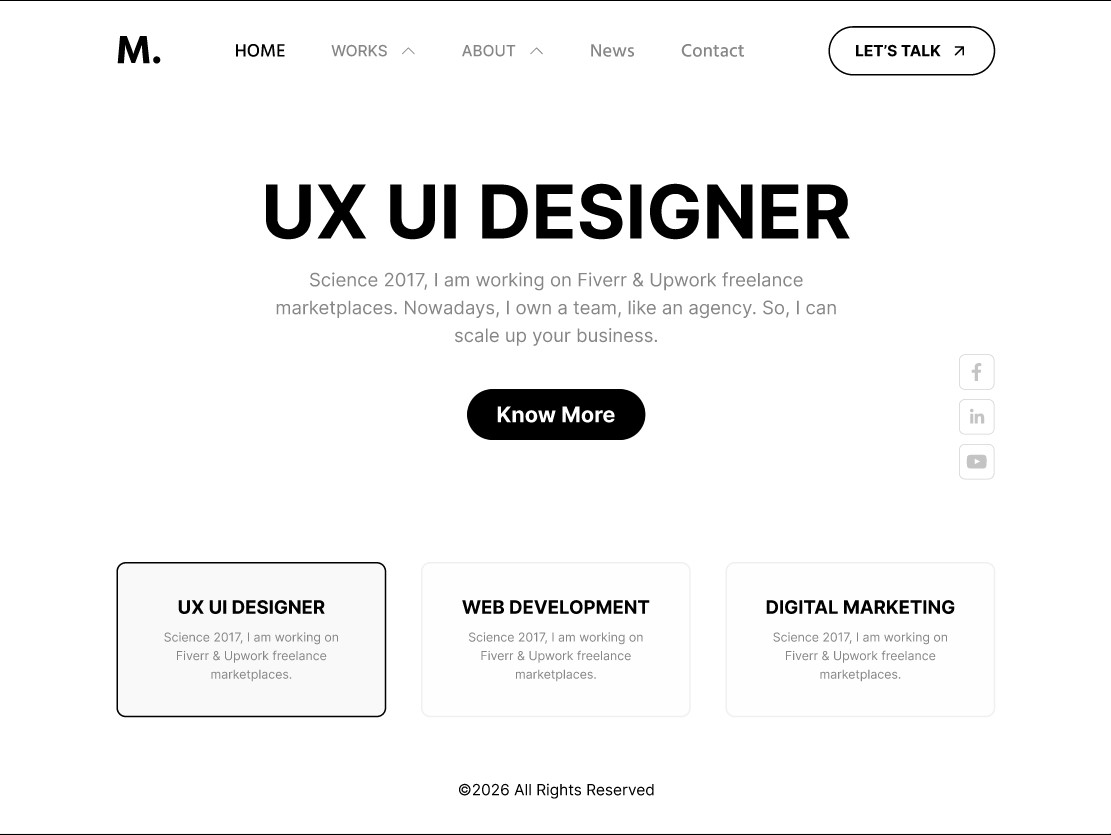 M. HOME WORKS ABOUT News Contact LET'S TALK
UX UI DESIGNER
Science 2017, I am working on Fiverr & Upwork freelance
marketplaces. Nowadays, I own a team, like an agency. So, I can
scale up your business.
Know More
f
in
UX UI DESIGNER
Science 2017, I am working on
Fiverr & Upwork freelance
marketplaces.
WEB DEVELOPMENT
Science 2017, I am working on
Fiverr & Upwork freelance
marketplaces.
DIGITAL MARKETING
Science 2017, I am working on
Fiverr & Upwork freelance
marketplaces.
©2026 All Rights Reserved